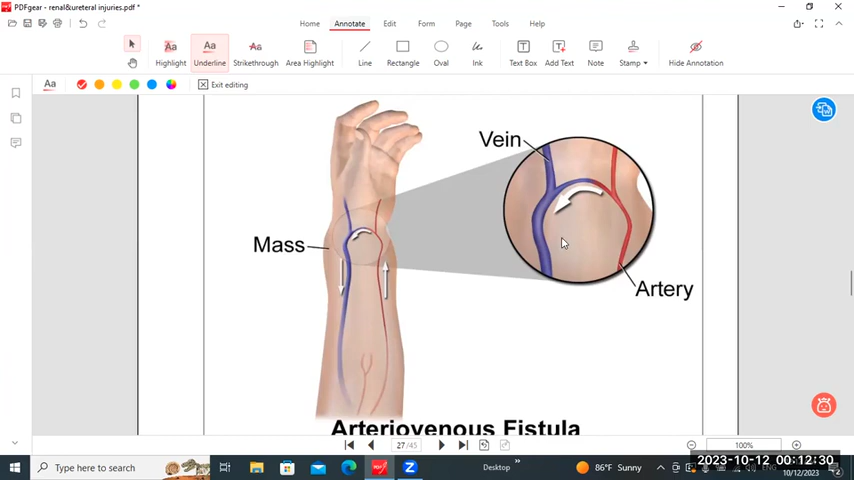 PDFgear - renal&ureteral injuries.pdf *
Home Annotate Edit Form Page Tools Help
Highlight Underline Strikethrough Area Highlight Line Rectangle Oval Ink Text Box Add Text Note Stamp Hide Annotation
Exit editing
Vein
Mass
Artery
Arteriovenous Fistula
27/45
100%
Type here to search
Desktop
86°F Sunny
2023-10-12 00:12:30
10/12/2023